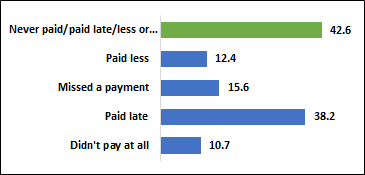 Never paid/paid late/less or... 42.6
Paid less 12.4
Missed a payment 15.6
Paid late 38.2
Didn't pay at all 10.7